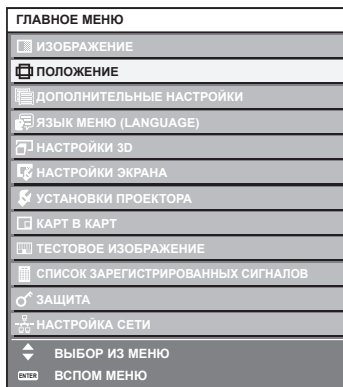 ГЛАВНОЕ МЕНЮ
ИЗОБРАЖЕНИЕ
ПОЛОЖЕНИЕ
ДОПОЛНИТЕЛЬНЫЕ НАСТРОЙКИ
ЯЗЫК МЕНЮ (LANGUAGE)
НАСТРОЙКИ 3D
НАСТРОЙКИ ЭКРАНА
УСТАНОВКИ ПРОЕКТОРА
КАРТ В КАРТ
ТЕСТОВОЕ ИЗОБРАЖЕНИЕ
СПИСОК ЗАРЕГИСТРИРОВАННЫХ СИГНАЛОВ
ЗАЩИТА
НАСТРОЙКА СЕТИ
ВЫБОР ИЗ МЕНЮ
ENTER ВСПОМ МЕНЮ